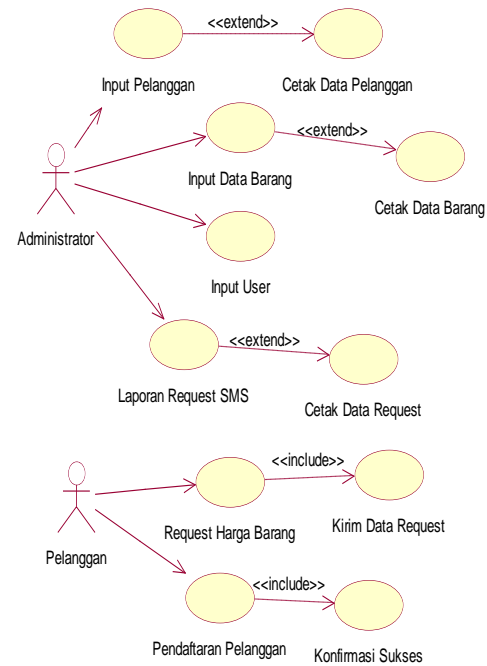 <<extend>>
Input Pelanggan
Cetak Data Pelanggan
<<extend>>
Input Data Barang
Cetak Data Barang
Administrator
Input User
<<extend>>
Laporan Request SMS
Cetak Data Request
<<include>>
Request Harga Barang
Kirim Data Request
Pelanggan
<<include>>
Pendaftaran Pelanggan
Konfirmasi Sukses